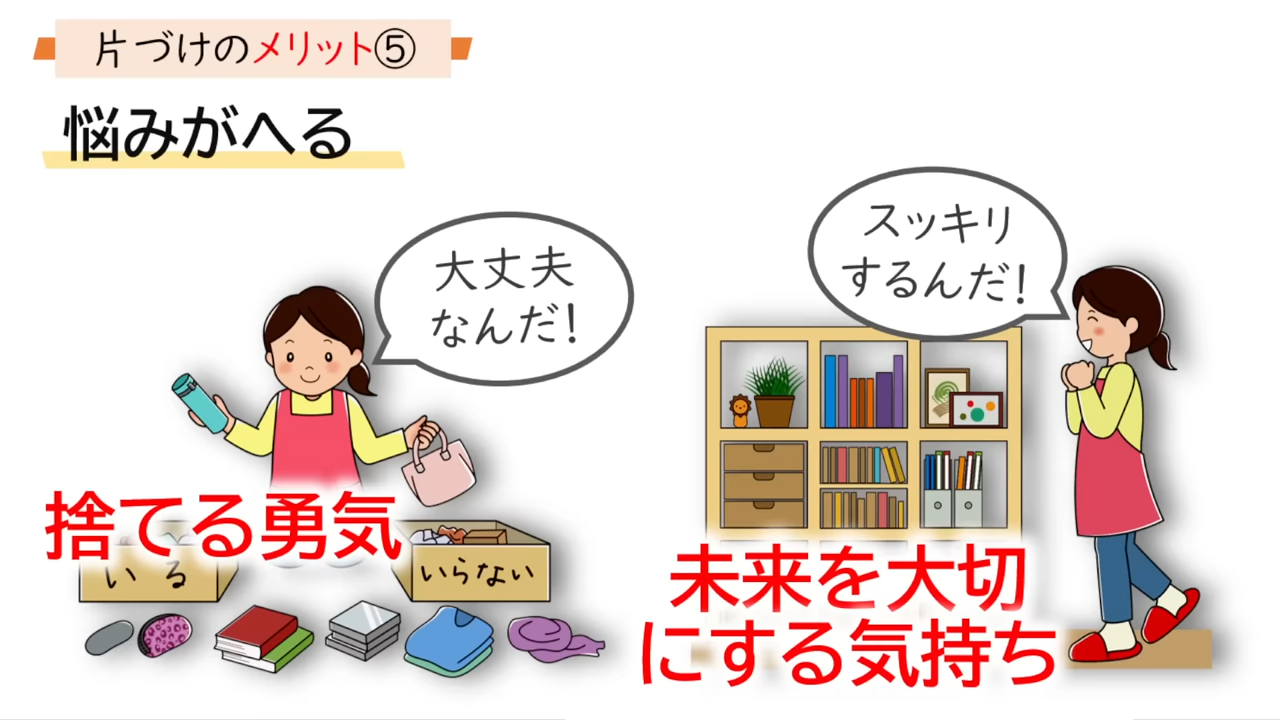 片づけのメリット⑤
悩みがへる
大丈夫
なんだ！
スッキリ
するんだ！
捨てる勇気
いる
いらない
未来を大切
にする気持ち